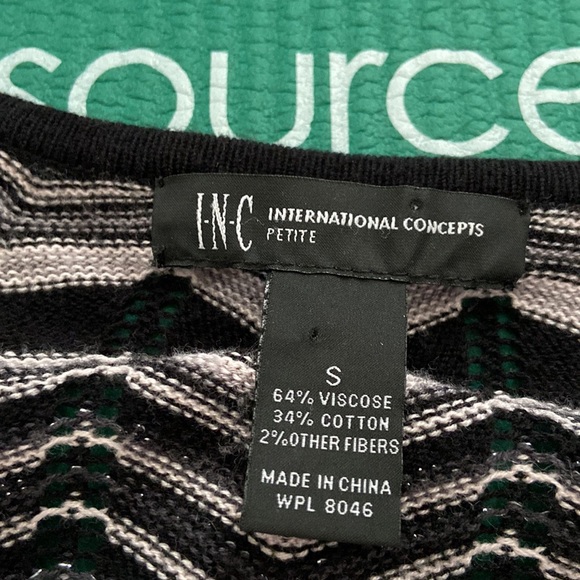 source
I·N·C INTERNATIONAL CONCEPTS
PETITE
S
64% VISCOSE
34% COTTON
2%OTHER FIBERS
MADE IN CHINA
WPL 8046